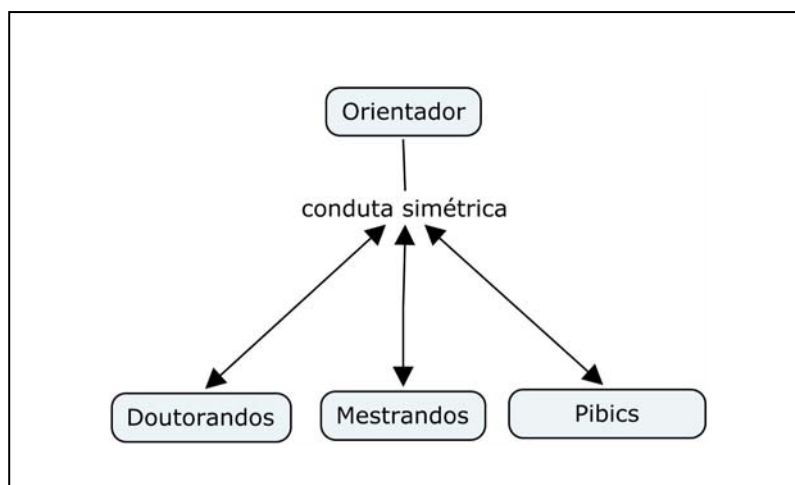 Orientador
conduta simétrica
Doutorandos
Mestrandos
Pibics